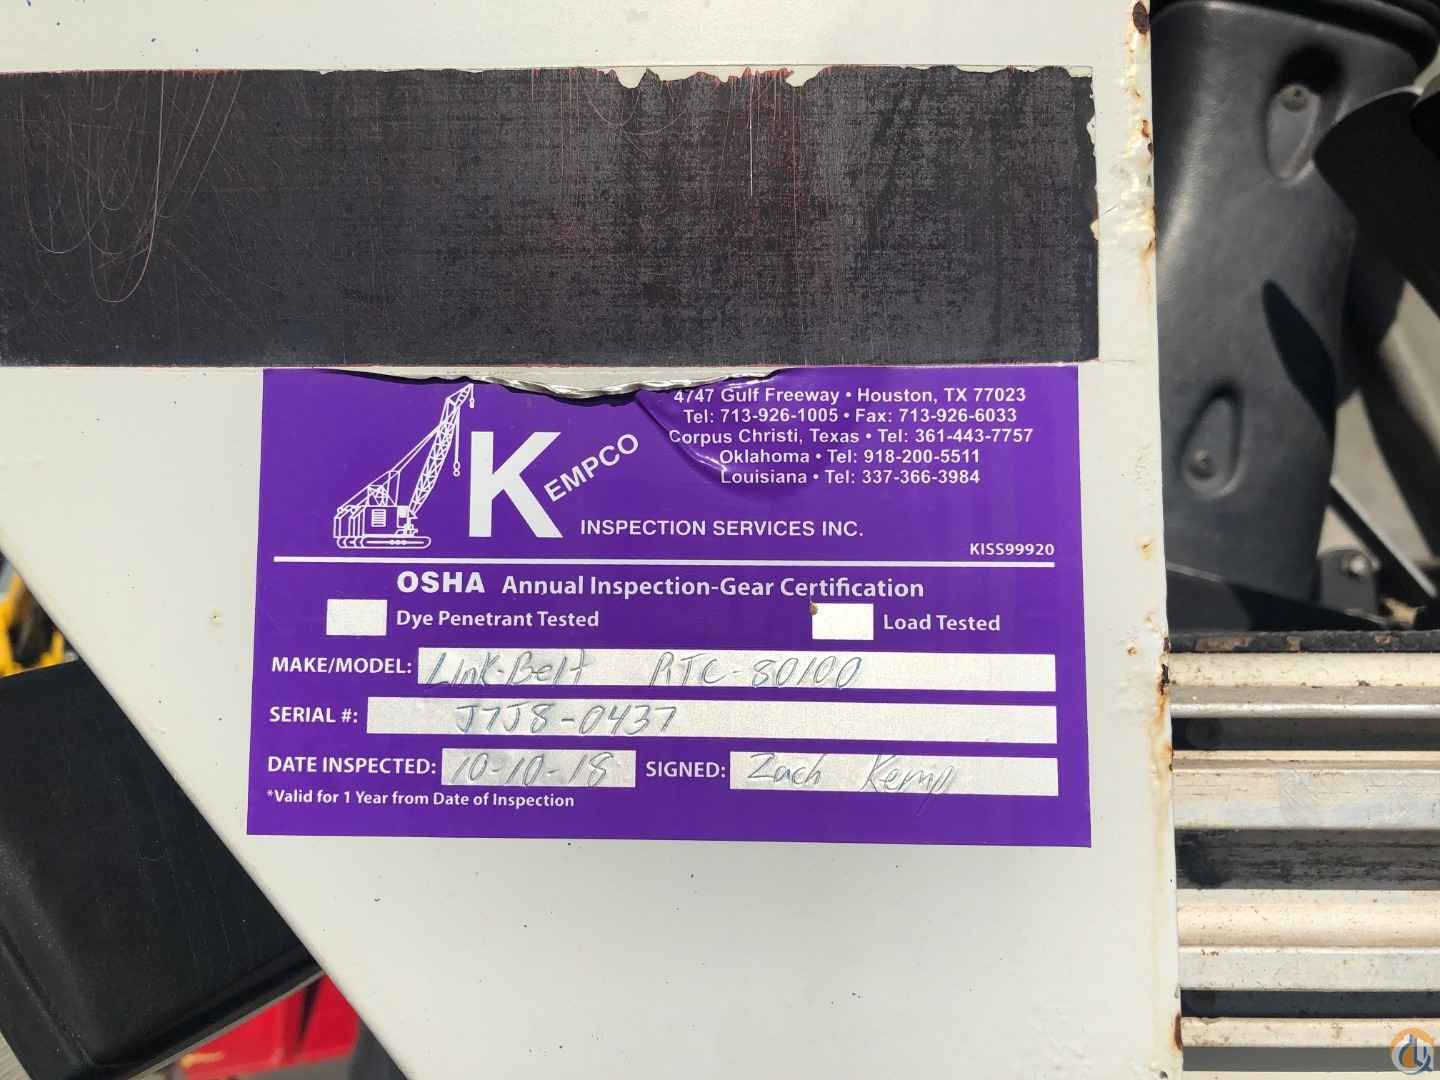 4747 Gulf Freeway • Houston, TX 77023
Tel: 713-926-1005 • Fax: 713-926-6033
Corpus Christi, Texas • Tel: 361-443-7757
Oklahoma • Tel: 918-200-5511
Louisiana • Tel: 337-366-3984
KEMPCO
INSPECTION SERVICES INC.
KISS99920
OSHA Annual Inspection-Gear Certification
Dye Penetrant Tested Load Tested
MAKE/MODEL: Link-Belt RTC-80100
SERIAL #: J7J8-0437
DATE INSPECTED: 10-10-18 SIGNED: Zach Kemp
*Valid for 1 Year from Date of Inspection